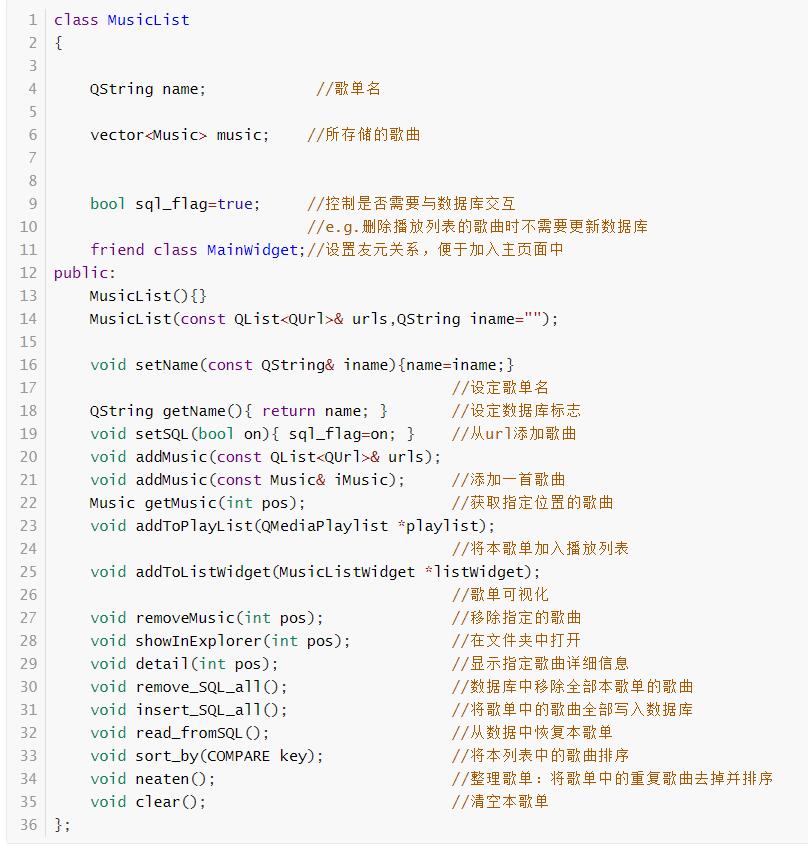 1 class MusicList
2 {
3
4     QString name;            //歌单名
5
6     vector<Music> music;    //所存储的歌曲
7
8
9     bool sql_flag=true;     //控制是否需要与数据库交互
10                            //e.g.删除播放列表的歌曲时不需要更新数据库
11    friend class MainWidget;//设置友元关系，便于加入主页面中
12 public:
13    MusicList(){}
14    MusicList(const QList<QUrl>& urls,QString iname="");
15
16    void setName(const QString& iname){name=iname;}
17                                            //设定歌单名
18    QString getName(){ return name; }       //设定数据库标志
19    void setSQL(bool on){ sql_flag=on; }    //从url添加歌曲
20    void addMusic(const QList<QUrl>& urls);
21    void addMusic(const Music& iMusic);     //添加一首歌曲
22    Music getMusic(int pos);                //获取指定位置的歌曲
23    void addToPlayList(QMediaPlaylist *playlist);
24                                            //将本歌单加入播放列表
25    void addToListWidget(MusicListWidget *listWidget);
26                                            //歌单可视化
27    void removeMusic(int pos);              //移除指定的歌曲
28    void showInExplorer(int pos);           //在文件夹中打开
29    void detail(int pos);                   //显示指定歌曲详细信息
30    void remove_SQL_all();                  //数据库中移除全部本歌单的歌曲
31    void insert_SQL_all();                  //将歌单中的歌曲全部写入数据库
32    void read_fromSQL();                    //从数据中恢复本歌单
33    void sort_by(COMPARE key);              //将本列表中的歌曲排序
34    void neaten();                          //整理歌单：将歌单中的重复歌曲去掉并排序
35    void clear();                           //清空本歌单
36 };